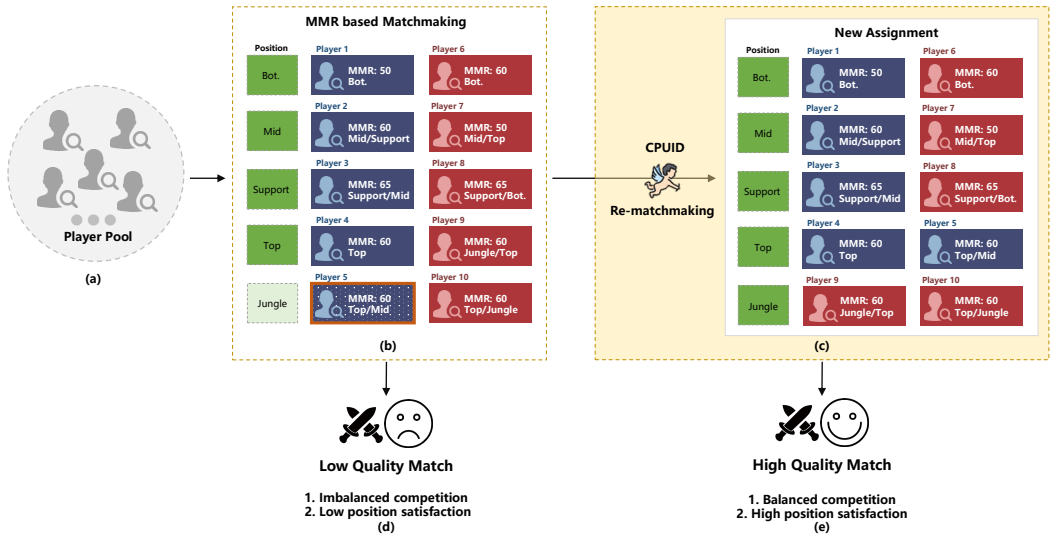 Player Pool
(a)
MMR based Matchmaking
Position
Player 1
Player 6
Bot.
MMR: 50
Bot.
MMR: 60
Bot.
Player 2
Player 7
Mid
MMR: 60
Mid/Support
MMR: 50
Mid/Top
Player 3
Player 8
Support
MMR: 65
Support/Mid
MMR: 65
Support/Bot.
Player 4
Player 9
Top
MMR: 60
Top
MMR: 60
Jungle/Top
Player 5
Player 10
Jungle
MMR: 60
Top/Mid
MMR: 60
Top/Jungle
(b)
CPUID
Re-matchmaking
New Assignment
Position
Player 1
Player 6
Bot.
MMR: 50
Bot.
MMR: 60
Bot.
Player 2
Player 7
Mid
MMR: 60
Mid/Support
MMR: 50
Mid/Top
Player 3
Player 8
Support
MMR: 65
Support/Mid
MMR: 65
Support/Bot.
Player 4
Player 5
Top
MMR: 60
Top
MMR: 60
Top/Mid
Player 9
Player 10
Jungle
MMR: 60
Jungle/Top
MMR: 60
Top/Jungle
(c)
Low Quality Match
1. Imbalanced competition
2. Low position satisfaction
(d)
High Quality Match
1. Balanced competition
2. High position satisfaction
(e)